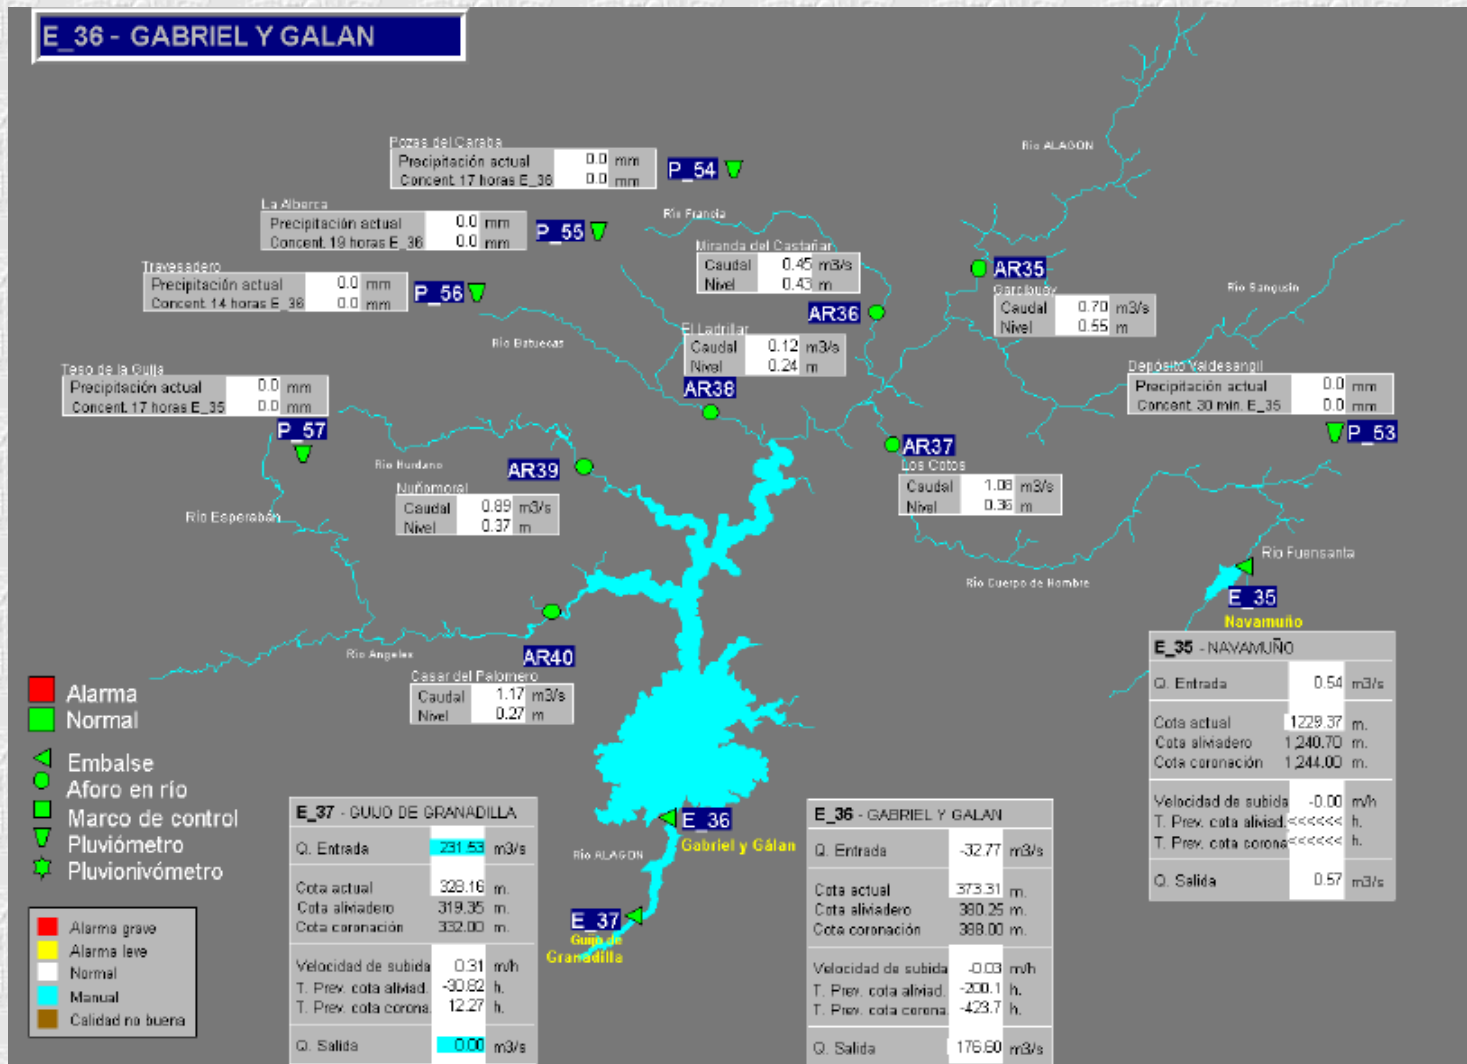 E_36 - GABRIEL Y GALAN
Río ALAGON
Pozas del Caraba
Precipitación actual 0.0 mm
Concent. 17 horas E_36 0.0 mm
P_54
La Alberca
Precipitación actual 0.0 mm
Concent. 19 horas E_36 0.0 mm
P_55
Río Francia
Travesadero
Precipitación actual 0.0 mm
Concent. 14 horas E_36 0.0 mm
P_56
Miranda del Castañar
Caudal 0.45 m3/s
Nivel 0.43 m
AR36
AR35
Garcibuey
Caudal 0.70 m3/s
Nivel 0.55 m
Río Sangusin
Río Batuecas
El Ladrillar
Caudal 0.12 m3/s
Nivel 0.24 m
AR38
Teso de la Guija
Precipitación actual 0.0 mm
Concent. 17 horas E_35 0.0 mm
P_57
Depósito Valdesangil
Precipitación actual 0.0 mm
Concent. 30 min. E_35 0.0 mm
P_53
Río Hurdano
AR39
Nuñomoral
Caudal 0.89 m3/s
Nivel 0.37 m
AR37
Los Cotos
Caudal 1.08 m3/s
Nivel 0.36 m
Río Esperabán
Río Cuerpo de Hombre
Río Fuensanta
E_35
Navamuño
Río Angeles
AR40
Casar del Palomero
Caudal 1.17 m3/s
Nivel 0.27 m
E_35 - NAVAMUÑO
Q. Entrada 0.54 m3/s
Cota actual 1229.37 m.
Cota aliviadero 1,240.70 m.
Cota coronación 1,244.00 m.
Velocidad de subida -0.00 m/h
T. Prev. cota aliviad. <<<<<< h.
T. Prev. cota corona <<<<<< h.
Q. Salida 0.57 m3/s
Alarma
Normal
Embalse
Aforo en río
Marco de control
Pluviómetro
Pluvionivómetro
Alarma grave
Alarma leve
Normal
Manual
Calidad no buena
E_36
Gabriel y Gálan
Río ALAGON
E_37
Guijo de
Granadilla
E_37 - GUIJO DE GRANADILLA
Q. Entrada 231.53 m3/s
Cota actual 328.16 m.
Cota aliviadero 319.35 m.
Cota coronación 332.00 m.
Velocidad de subida 0.31 m/h
T. Prev. cota aliviad. -30.82 h.
T. Prev. cota corona. 12.27 h.
Q. Salida 0.00 m3/s
E_36 - GABRIEL Y GALAN
Q. Entrada -32.77 m3/s
Cota actual 373.31 m.
Cota aliviadero 380.25 m.
Cota coronación 388.00 m.
Velocidad de subida -0.03 m/h
T. Prev. cota aliviad. -200.1 h.
T. Prev. cota corona. -423.7 h.
Q. Salida 176.60 m3/s